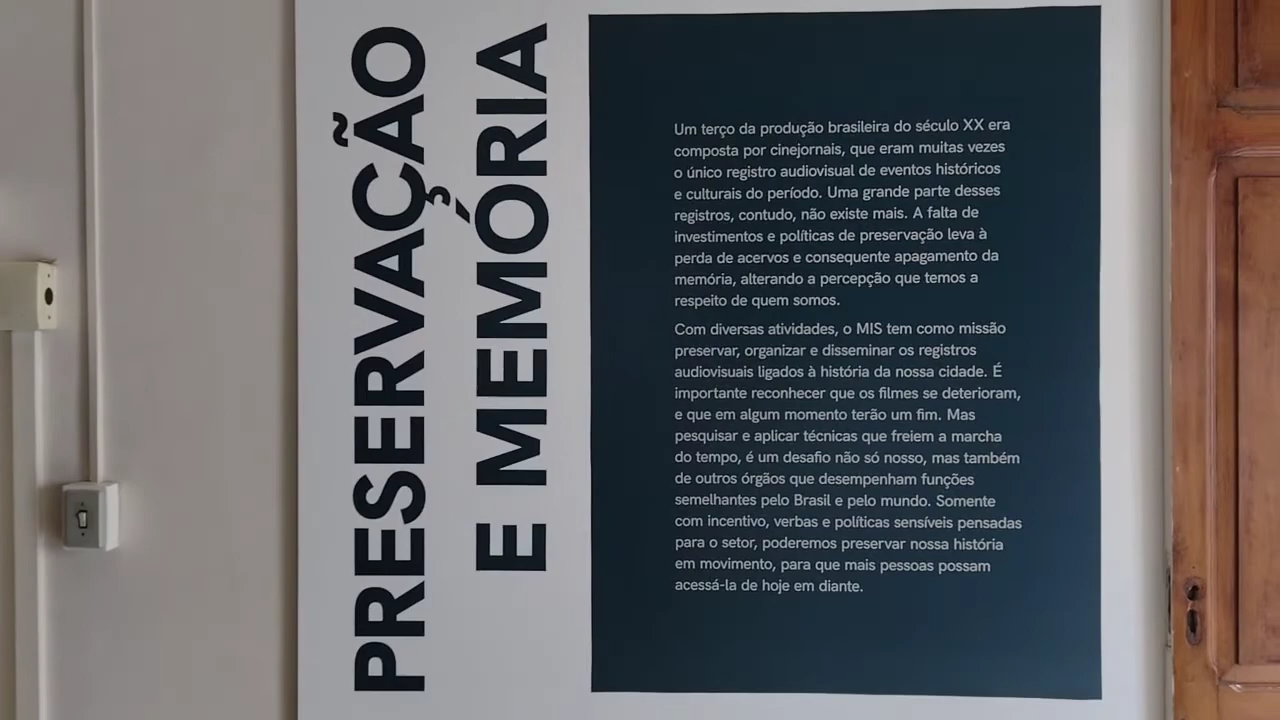 PRESERVAÇÃO
E MEMÓRIA
Um terço da produção brasileira do século XX era
composta por cinejornais, que eram muitas vezes
o único registro audiovisual de eventos históricos
e culturais do período. Uma grande parte desses
registros, contudo, não existe mais. A falta de
investimentos e políticas de preservação leva à
perda de acervos e consequente apagamento da
memória, alterando a percepção que temos a
respeito de quem somos.
Com diversas atividades, o MIS tem como missão
preservar, organizar e disseminar os registros
audiovisuais ligados à história da nossa cidade. É
importante reconhecer que os filmes se deterioram,
e que em algum momento terão um fim. Mas
pesquisar e aplicar técnicas que freiem a marcha
do tempo, é um desafio não só nosso, mas também
de outros órgãos que desempenham funções
semelhantes pelo Brasil e pelo mundo. Somente
com incentivo, verbas e políticas sensíveis pensadas
para o setor, poderemos preservar nossa história
em movimento, para que mais pessoas possam
acessá-la de hoje em diante.